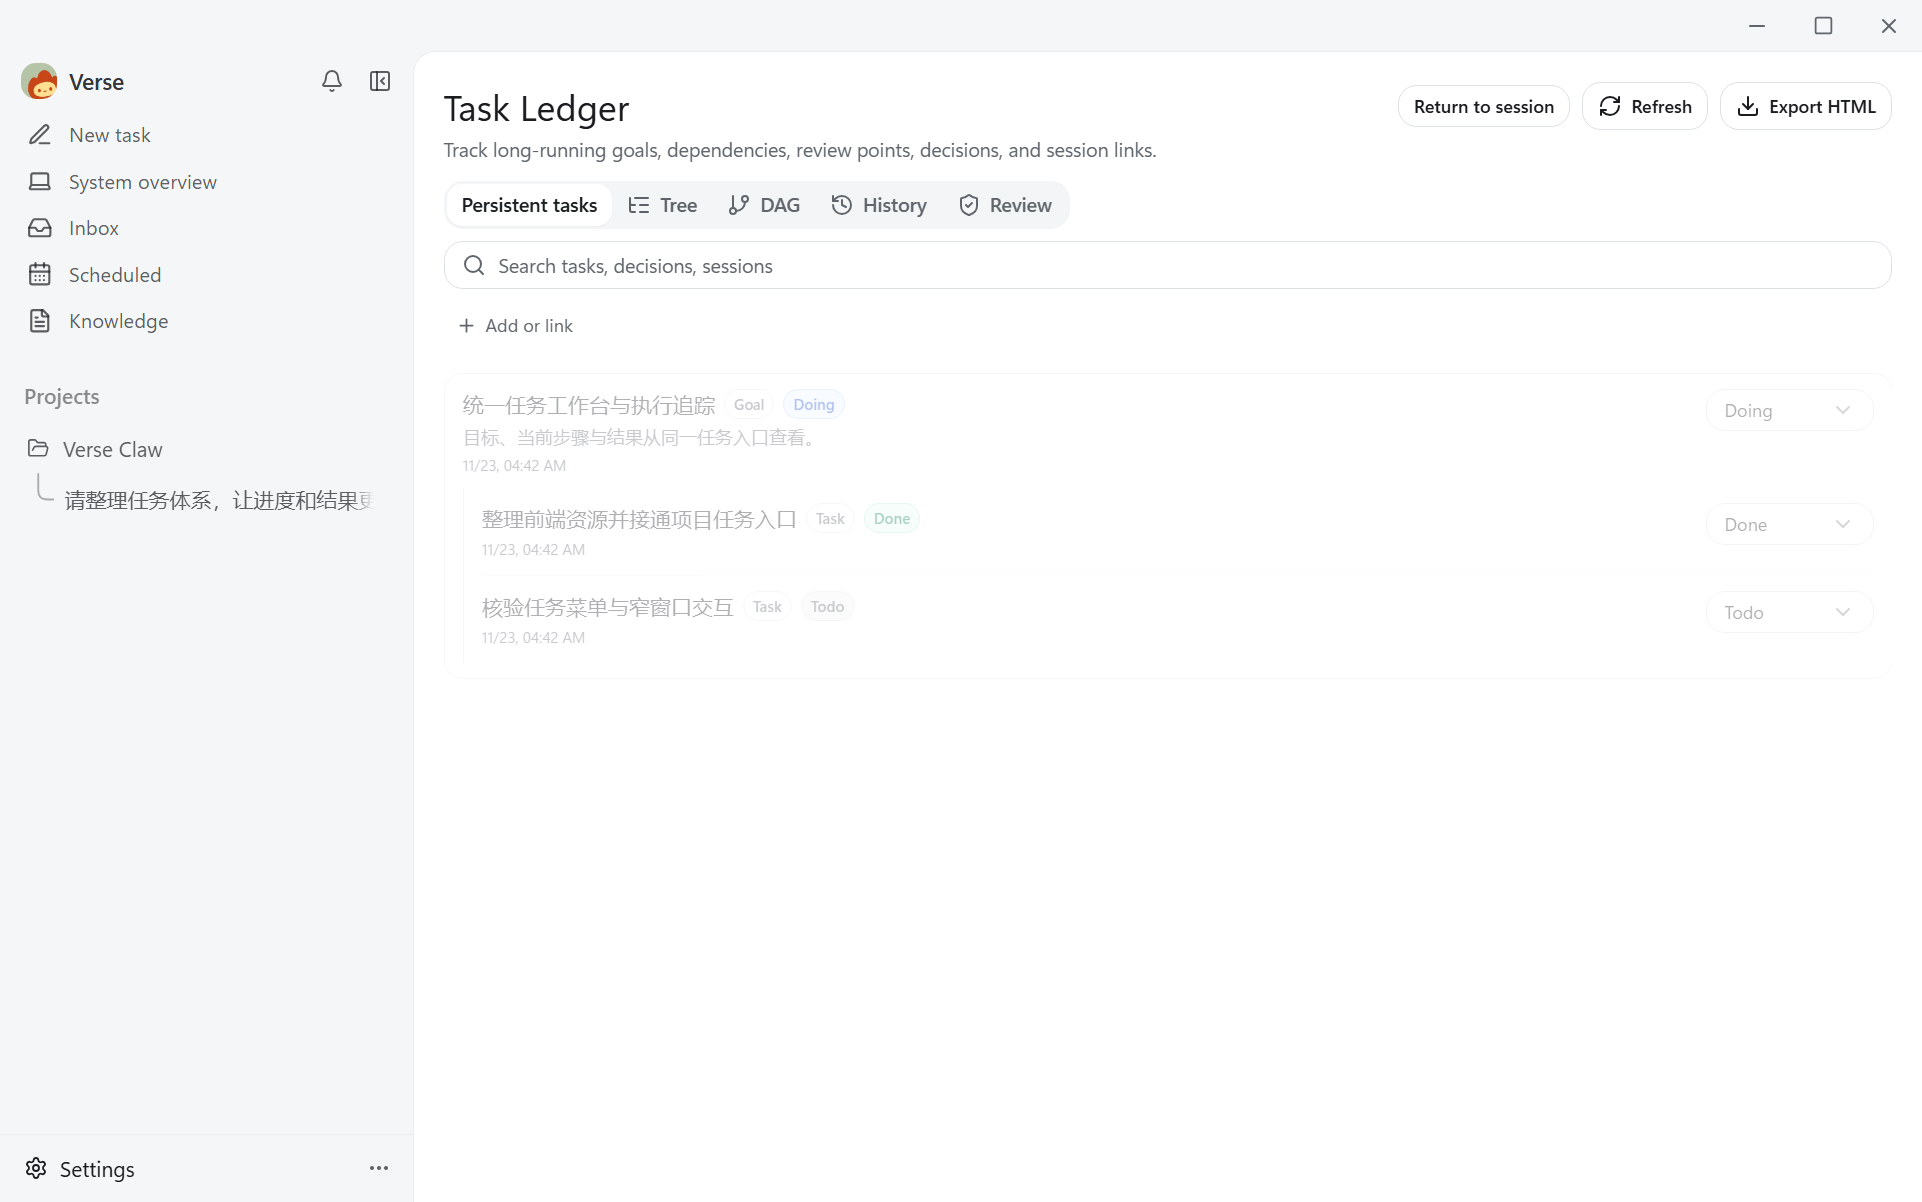 Verse
New task
System overview
Inbox
Scheduled
Knowledge
Projects
Verse Claw
请整理任务体系，让进度和结果
Settings
Task Ledger
Return to session
Refresh
Export HTML
Track long-running goals, dependencies, review points, decisions, and session links.
Persistent tasks
Tree
DAG
History
Review
Search tasks, decisions, sessions
Add or link
统一任务工作台与执行追踪 Goal Doing
Doing
目标、当前步骤与结果从同一任务入口查看。
11/23, 04:42 AM
整理前端资源并接通项目任务入口 Task Done
Done
11/23, 04:42 AM
核验任务菜单与窄窗口交互 Task Todo
Todo
11/23, 04:42 AM